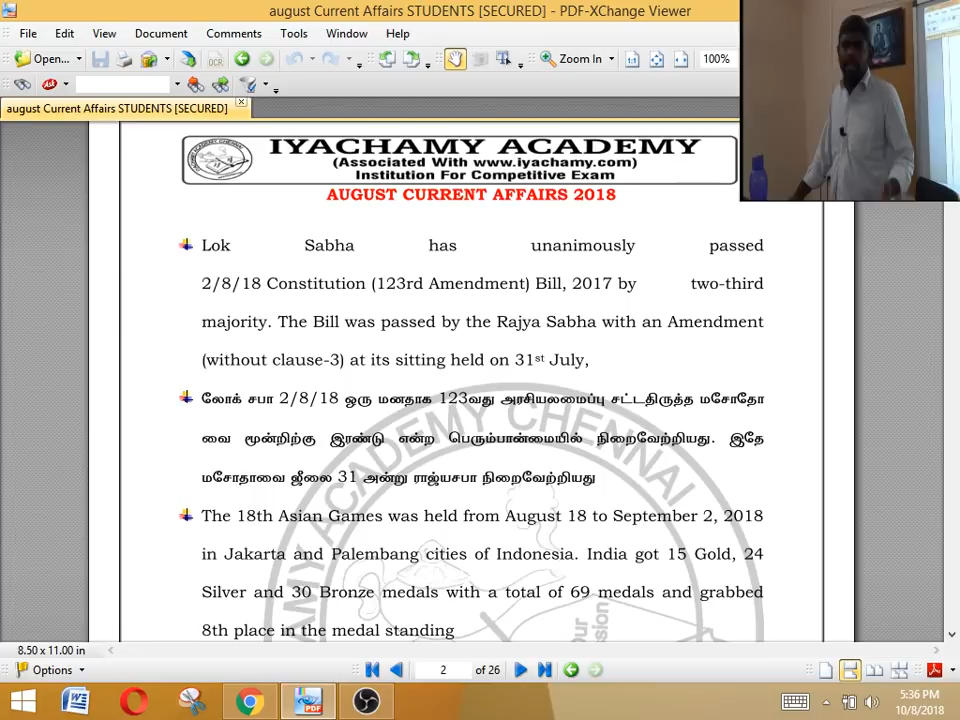 august Current Affairs STUDENTS [SECURED] - PDF-XChange Viewer
File Edit View Document Comments Tools Window Help
Open... OCR Zoom In 100%
august Current Affairs STUDENTS [SECURED]
IYACHAMY ACADEMY
(Associated With www.iyachamy.com)
Institution For Competitive Exam
AUGUST CURRENT AFFAIRS 2018
Lok Sabha has unanimously passed
2/8/18 Constitution (123rd Amendment) Bill, 2017 by two-third
majority. The Bill was passed by the Rajya Sabha with an Amendment
(without clause-3) at its sitting held on 31st July,
லோக் சபா 2/8/18 ஒரு மனதாக 123வது அரசியலமைப்பு சட்டதிருத்த மசோதோ
வை மூன்றிற்கு இரண்டு என்ற பெரும்பான்மையில் நிறைவேற்றியது. இதே
மசோதாவை ஜீலை 31 அன்று ராஜ்யசபா நிறைவேற்றியது
The 18th Asian Games was held from August 18 to September 2, 2018
in Jakarta and Palembang cities of Indonesia. India got 15 Gold, 24
Silver and 30 Bronze medals with a total of 69 medals and grabbed
8th place in the medal standing
8.50 x 11.00 in
Options 2 of 26
5:36 PM
10/8/2018